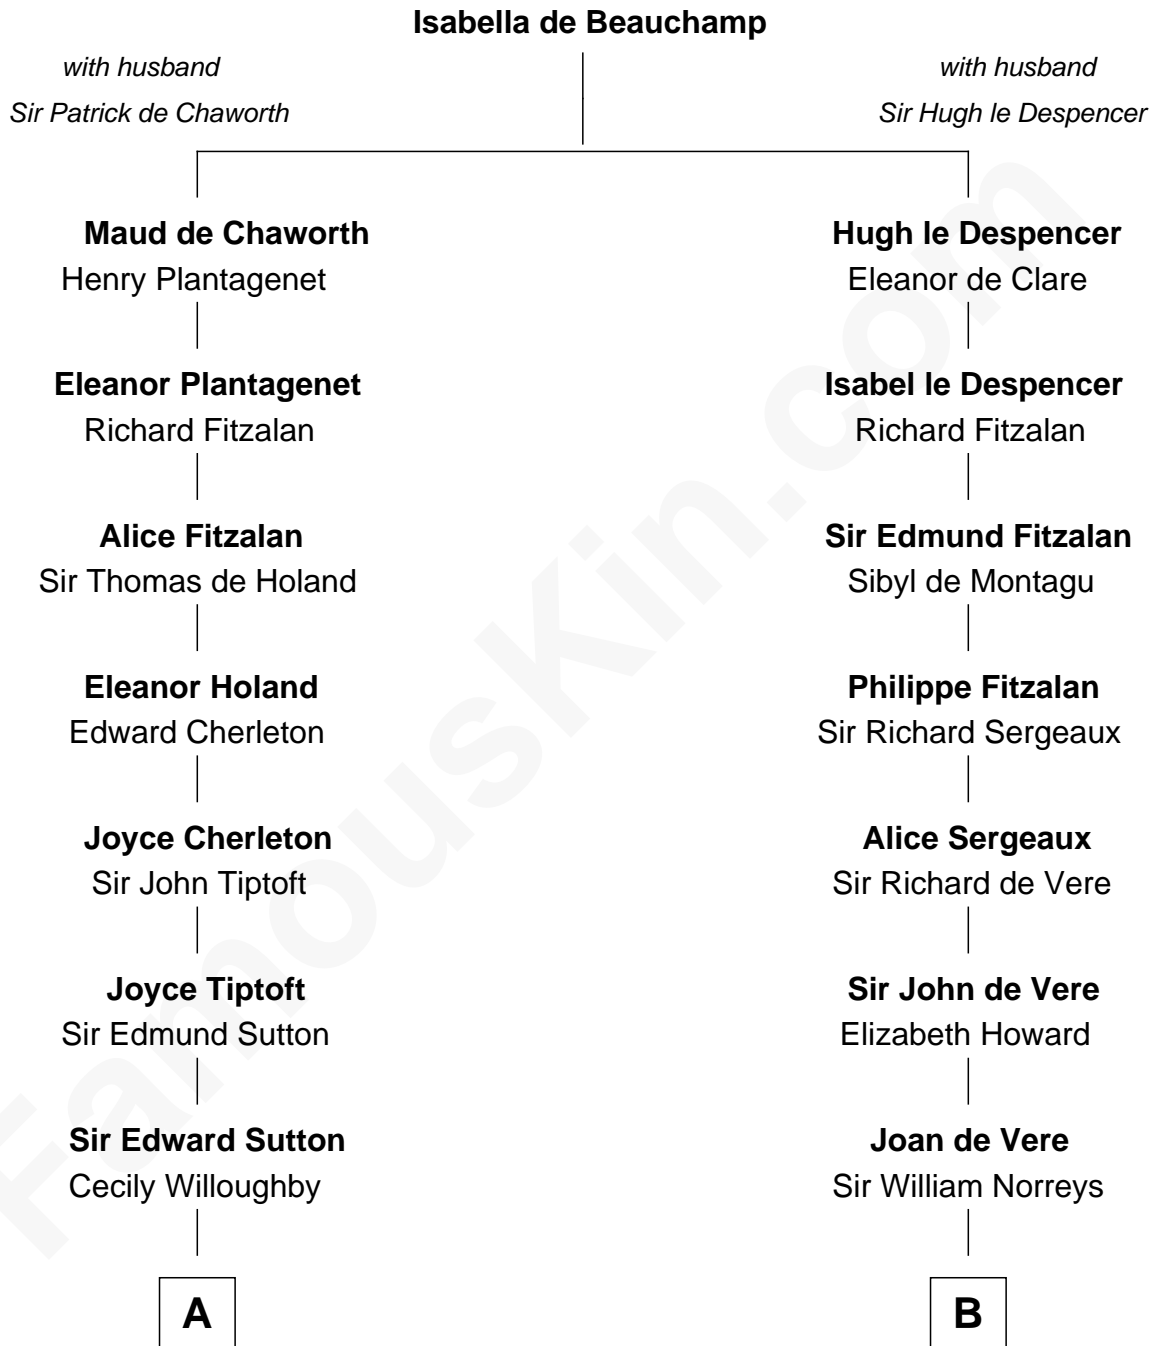 Isabella de Beauchamp
with husband
Sir Patrick de Chaworth
with husband
Sir Hugh le Despencer
Maud de Chaworth
Henry Plantagenet
Hugh le Despencer
Eleanor de Clare
Eleanor Plantagenet
Richard Fitzalan
Isabel le Despencer
Richard Fitzalan
Alice Fitzalan
Sir Thomas de Holand
Sir Edmund Fitzalan
Sibyl de Montagu
Eleanor Holand
Edward Cherleton
Philippe Fitzalan
Sir Richard Sergeaux
Joyce Cherleton
Sir John Tiptoft
Alice Sergeaux
Sir Richard de Vere
Joyce Tiptoft
Sir Edmund Sutton
Sir John de Vere
Elizabeth Howard
Sir Edward Sutton
Cecily Willoughby
Joan de Vere
Sir William Norreys
A
B
FamousKin.com